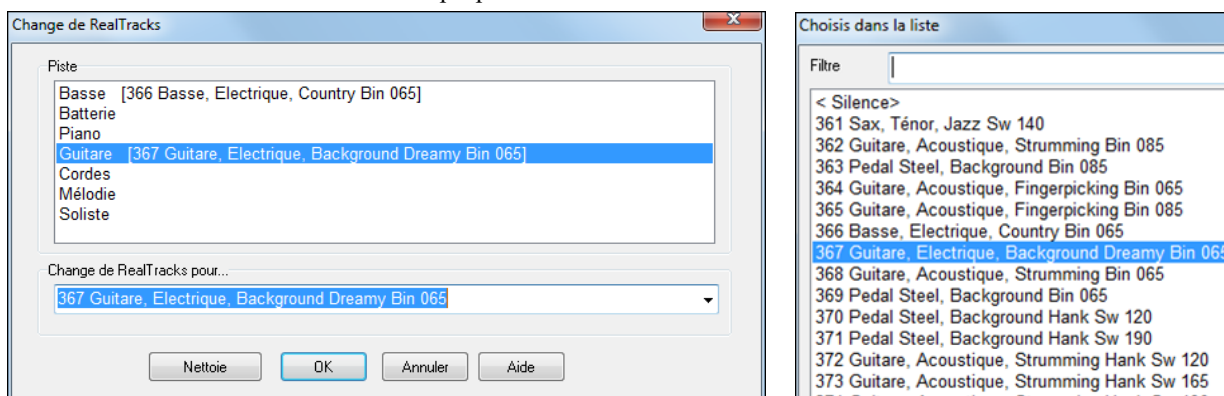 Change de RealTracks
Piste
Basse [366 Basse, Electrique, Country Bin 065]
Batterie
Piano
Guitare [367 Guitare, Electrique, Background Dreamy Bin 065]
Cordes
Mélodie
Soliste
Change de RealTracks pour...
367 Guitare, Electrique, Background Dreamy Bin 065
Nettoie OK Annuler Aide
Choisis dans la liste
Filtre
< Silence>
361 Sax, Ténor, Jazz Sw 140
362 Guitare, Acoustique, Strumming Bin 085
363 Pedal Steel, Background Bin 085
364 Guitare, Acoustique, Fingerpicking Bin 065
365 Guitare, Acoustique, Fingerpicking Bin 085
366 Basse, Electrique, Country Bin 065
367 Guitare, Electrique, Background Dreamy Bin 065
368 Guitare, Acoustique, Strumming Bin 065
369 Pedal Steel, Background Bin 065
370 Pedal Steel, Background Hank Sw 120
371 Pedal Steel, Background Hank Sw 190
372 Guitare, Acoustique, Strumming Hank Sw 120
373 Guitare, Acoustique, Strumming Hank Sw 165